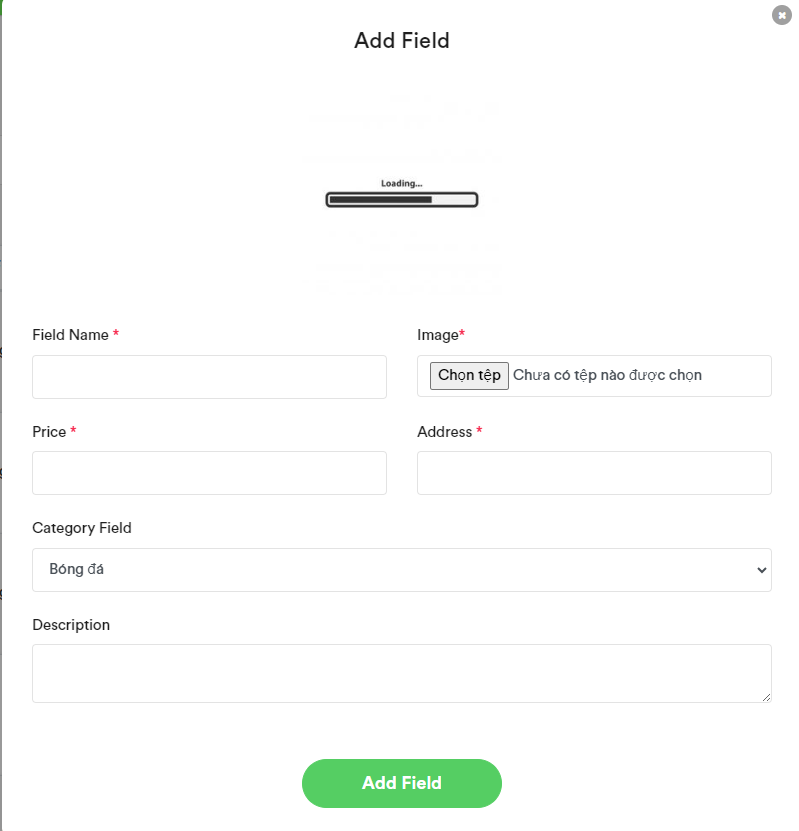 Add Field
Loading...
Field Name *
Image*
Chọn tệp Chưa có tệp nào được chọn
Price *
Address *
Category Field
Bóng đá
Description
Add Field